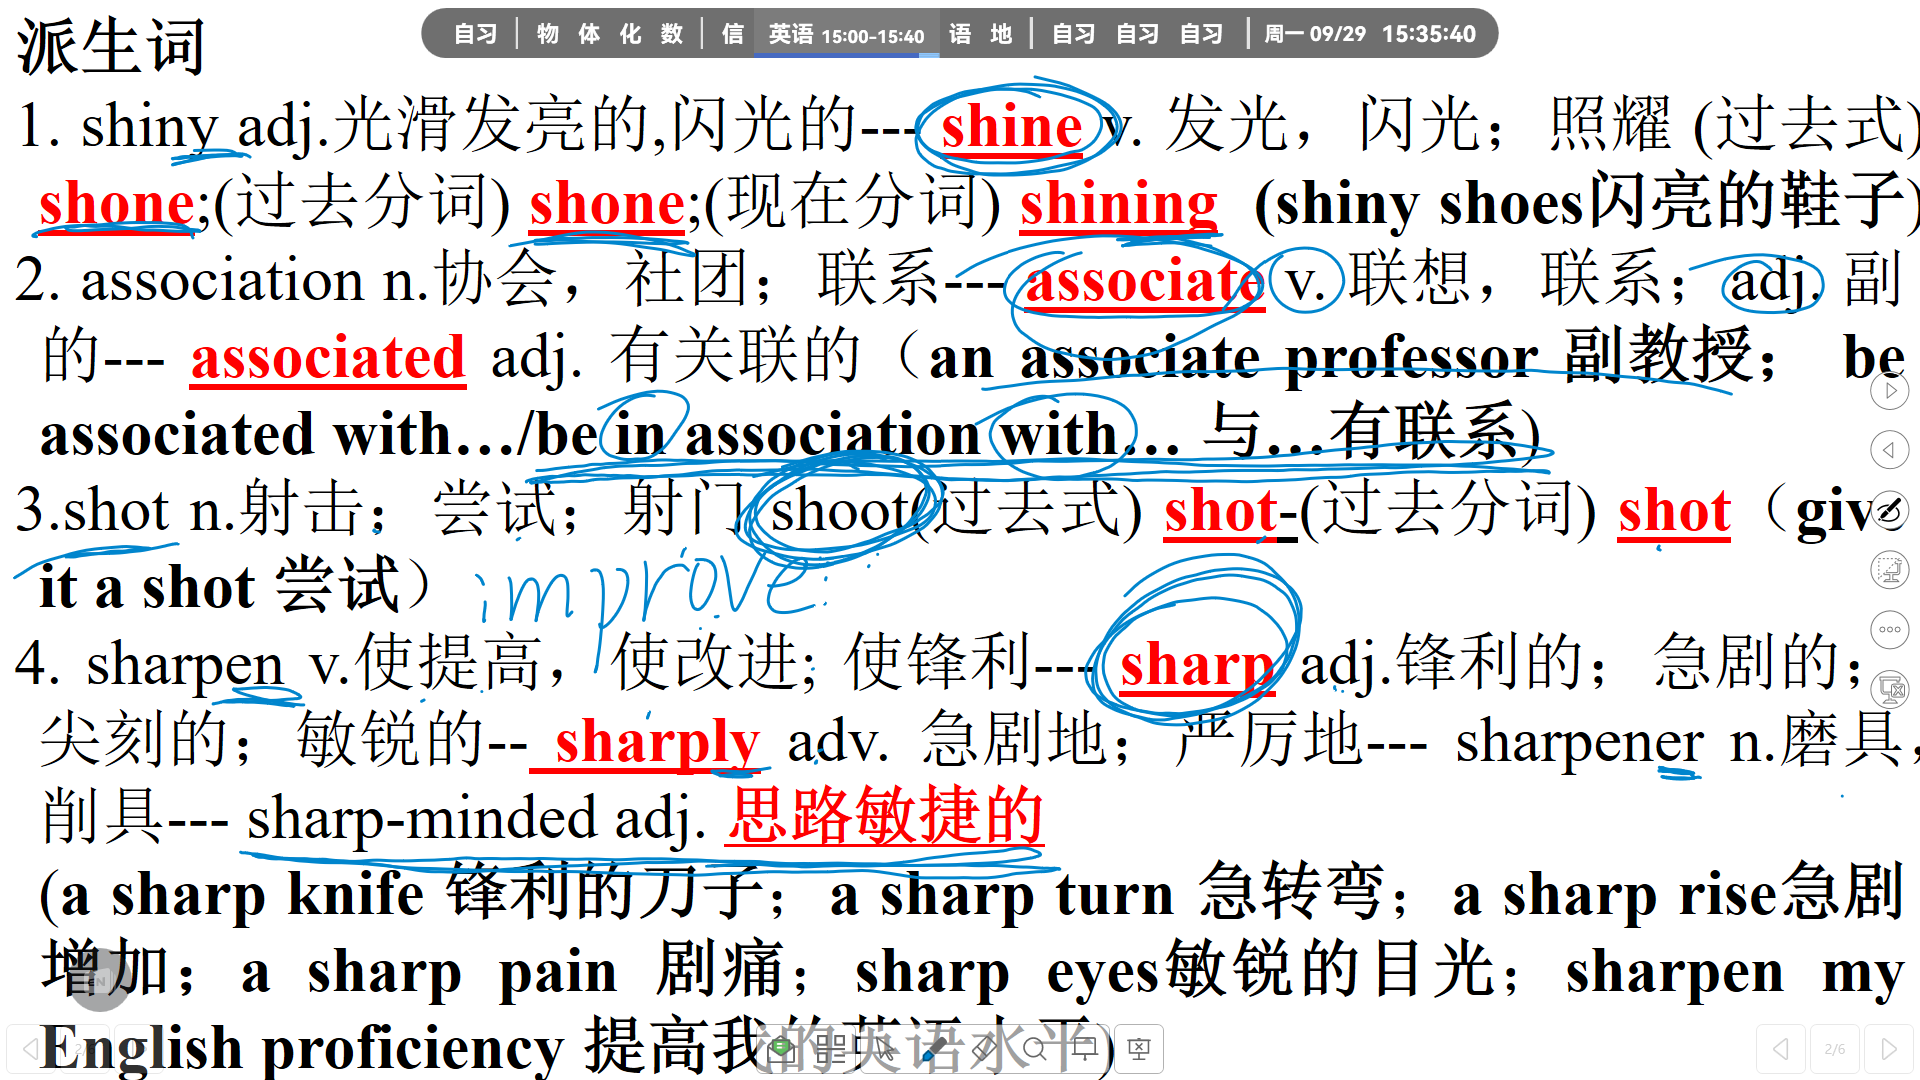 自习 | 物 体 化 数 | 信 英语 15:00-15:40 语 地 | 自习 自习 自习 | 周一 09/29 15:35:40
派生词
1. shiny adj.光滑发亮的,闪光的--- shine v. 发光，闪光；照耀 (过去式)
shone;(过去分词) shone;(现在分词) shining (shiny shoes闪亮的鞋子)
2. association n.协会，社团；联系--- associate v. 联想，联系；adj. 副
的--- associated adj. 有关联的（an associate professor 副教授； be
associated with…/be in association with… 与…有联系)
3.shot n.射击；尝试；射门 shoot(过去式) shot-(过去分词) shot（give
it a shot 尝试）
improve
4. sharpen v.使提高，使改进; 使锋利--- sharp adj.锋利的；急剧的；
尖刻的；敏锐的-- sharply adv. 急剧地；严厉地--- sharpener n.磨具，
削具--- sharp-minded adj. 思路敏捷的
(a sharp knife 锋利的刀子；a sharp turn 急转弯；a sharp rise急剧
增加；a sharp pain 剧痛；sharp eyes敏锐的目光；sharpen my
English proficiency 提高我的英语水平)
EN
2/6
2/6